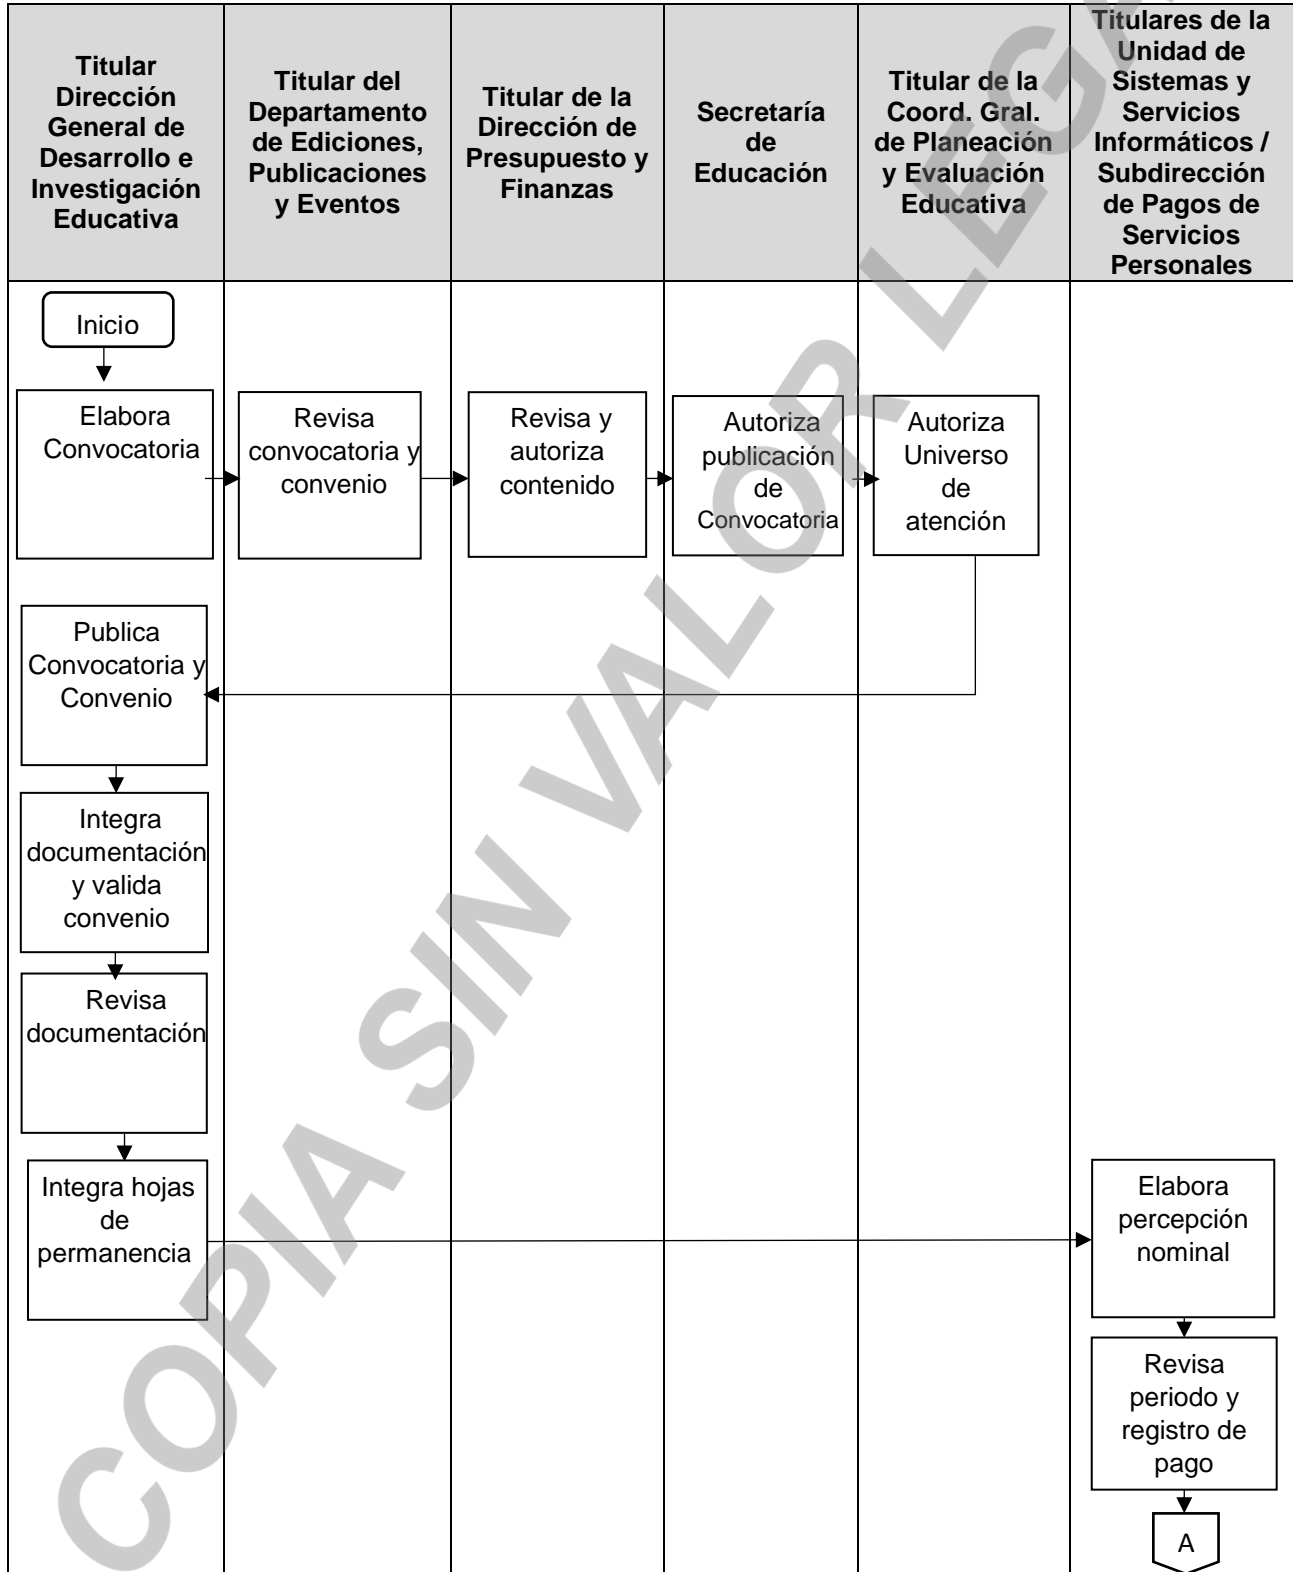 Titular
Dirección
General de
Desarrollo e
Investigación
Educativa
Titular del
Departamento
de Ediciones,
Publicaciones
y Eventos
Titular de la
Dirección de
Presupuesto y
Finanzas
Secretaría
de
Educación
Titular de la
Coord. Gral.
de Planeación
y Evaluación
Educativa
Titulares de la
Unidad de
Sistemas y
Servicios
Informáticos /
Subdirección
de Pagos de
Servicios
Personales
Inicio
Elabora
Convocatoria
Revisa
convocatoria y
convenio
Revisa y
autoriza
contenido
Autoriza
publicación
de
Convocatoria
Autoriza
Universo
de
atención
Publica
Convocatoria y
Convenio
Integra
documentación
y valida
convenio
Revisa
documentación
Integra hojas
de
permanencia
Elabora
percepción
nominal
Revisa
periodo y
registro de
pago
A
COPIA SIN VALOR LEGA